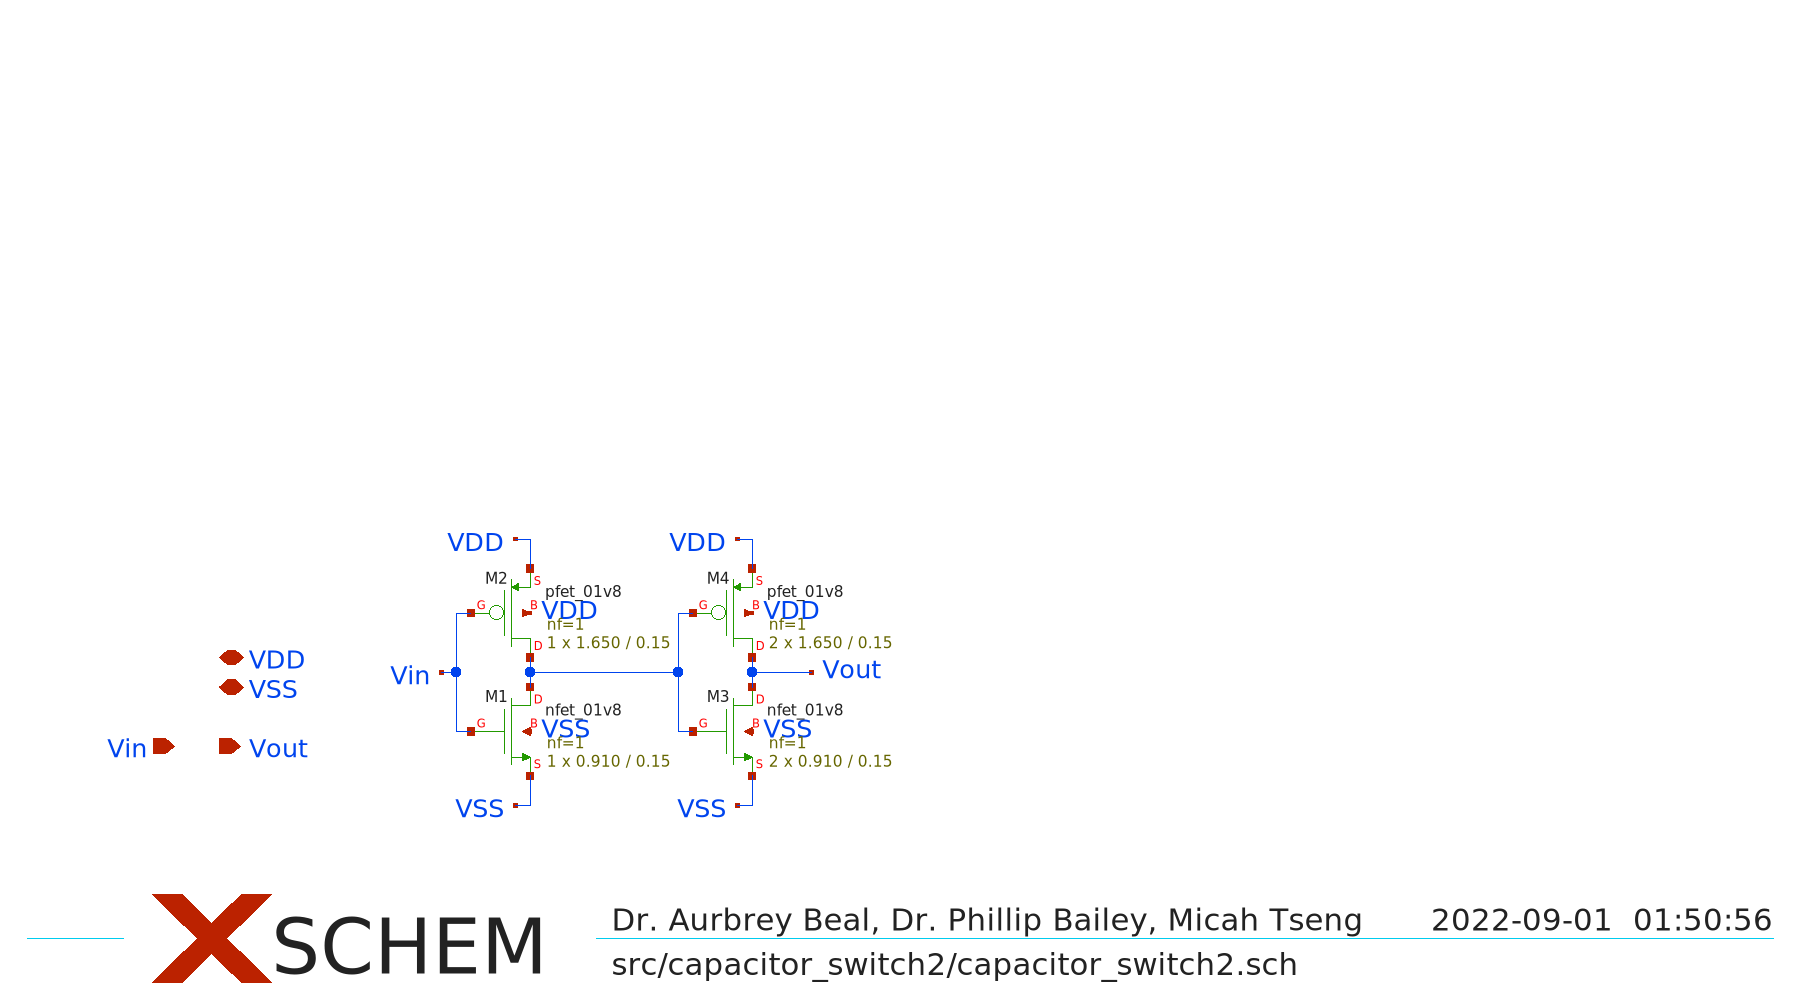 VDD VDD
M2 S pfet_01v8 M4 S pfet_01v8
G B VDD G B VDD
nf=1 nf=1
D 1 x 1.650 / 0.15 D 2 x 1.650 / 0.15
VDD Vin Vout
VSS M1 D nfet_01v8 M3 D nfet_01v8
G B VSS G B VSS
Vin Vout nf=1 nf=1
S 1 x 0.910 / 0.15 S 2 x 0.910 / 0.15
VSS VSS
XSCHEM
Dr. Aurbrey Beal, Dr. Phillip Bailey, Micah Tseng 2022-09-01 01:50:56
src/capacitor_switch2/capacitor_switch2.sch